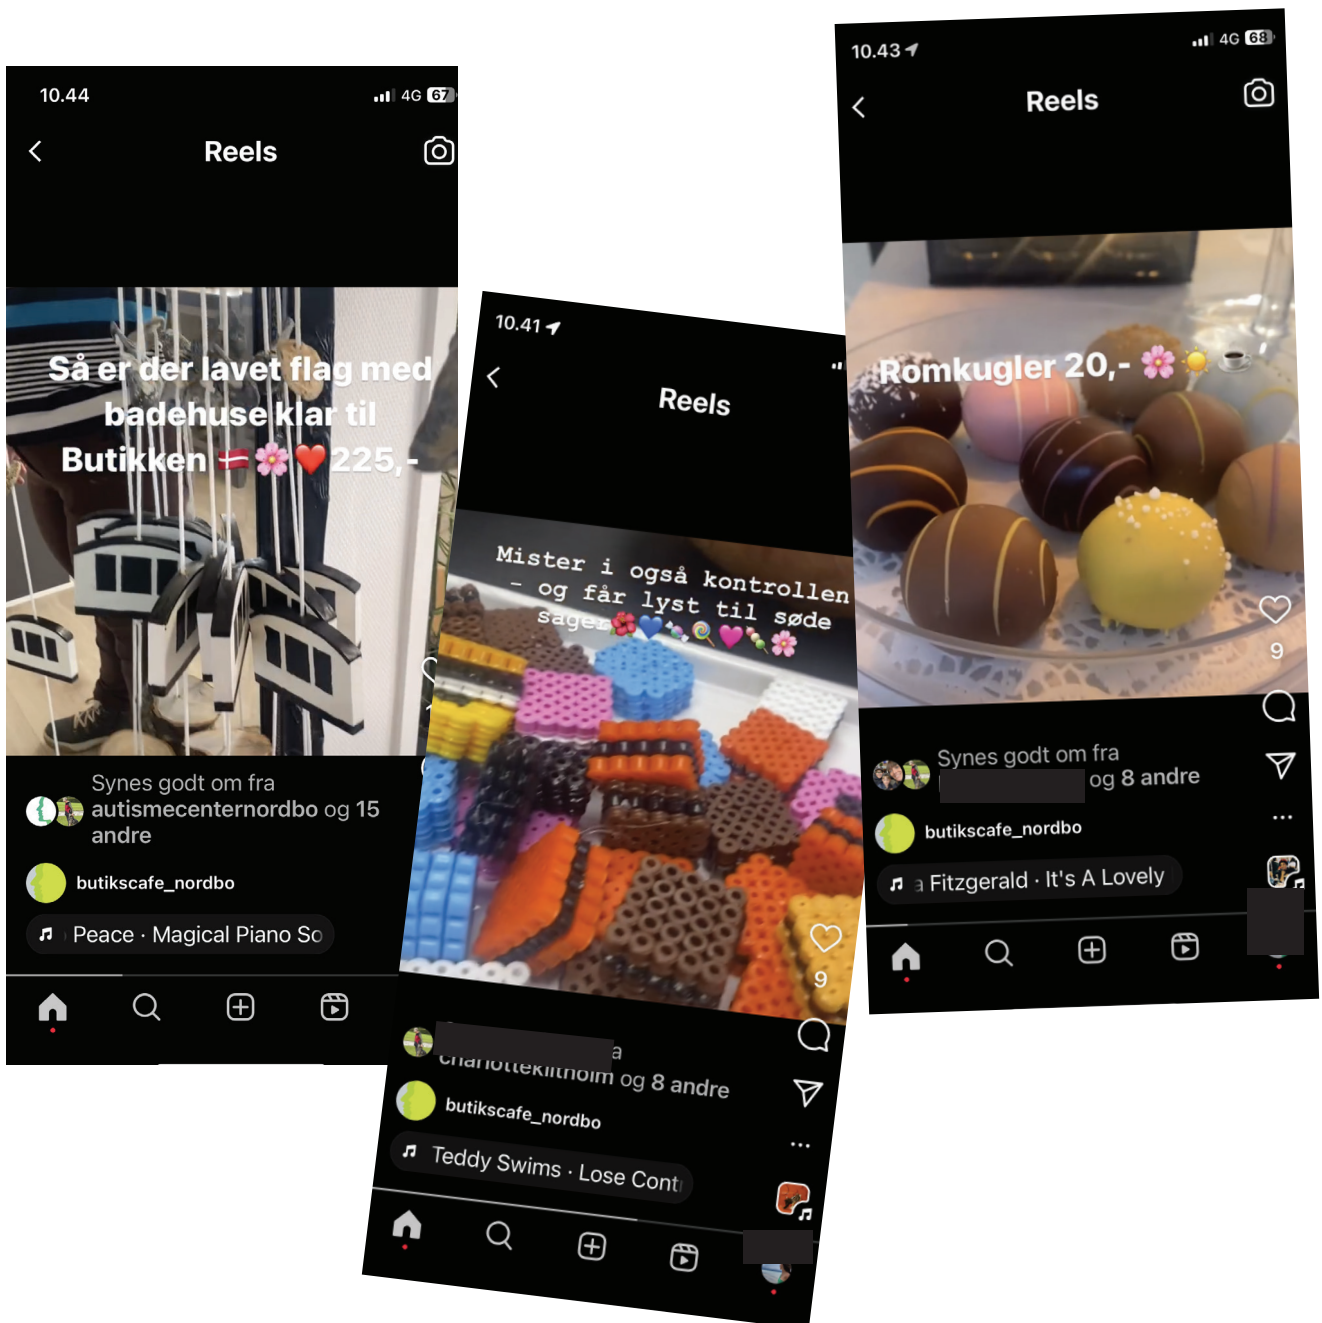 10.44
4G 67
Reels
Så er der lavet flag med
badehuse klar til
Butikken 🇩🇰🌸❤️ 225,-
Synes godt om fra
autismecenternordbo og 15
andre
butikscafe_nordbo
Peace · Magical Piano So
10.41
Reels
Mister i også kontrollen
- og får lyst til søde
sager🌺💙🍬🍭💗🍡🌸
9
og 8 andre
butikscafe_nordbo
Teddy Swims · Lose Cont
10.43
4G 68
Reels
Romkugler 20,- 🌸☀️☕
9
Synes godt om fra
og 8 andre
butikscafe_nordbo
a Fitzgerald · It's A Lovely